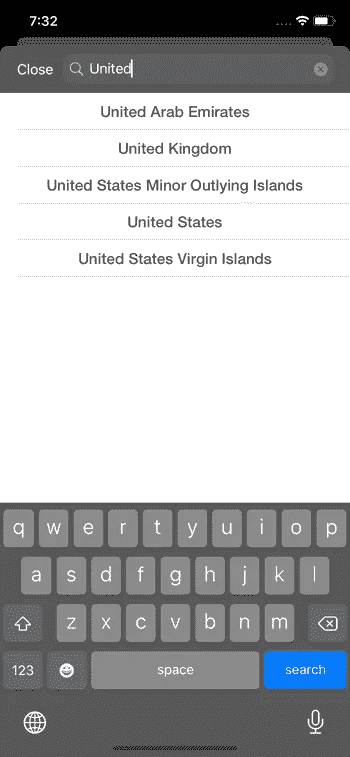 7:32
Close United
United Arab Emirates
United Kingdom
United States Minor Outlying Islands
United States
United States Virgin Islands
q w e r t y u i o p
a s d f g h j k l
z x c v b n m
123 space search